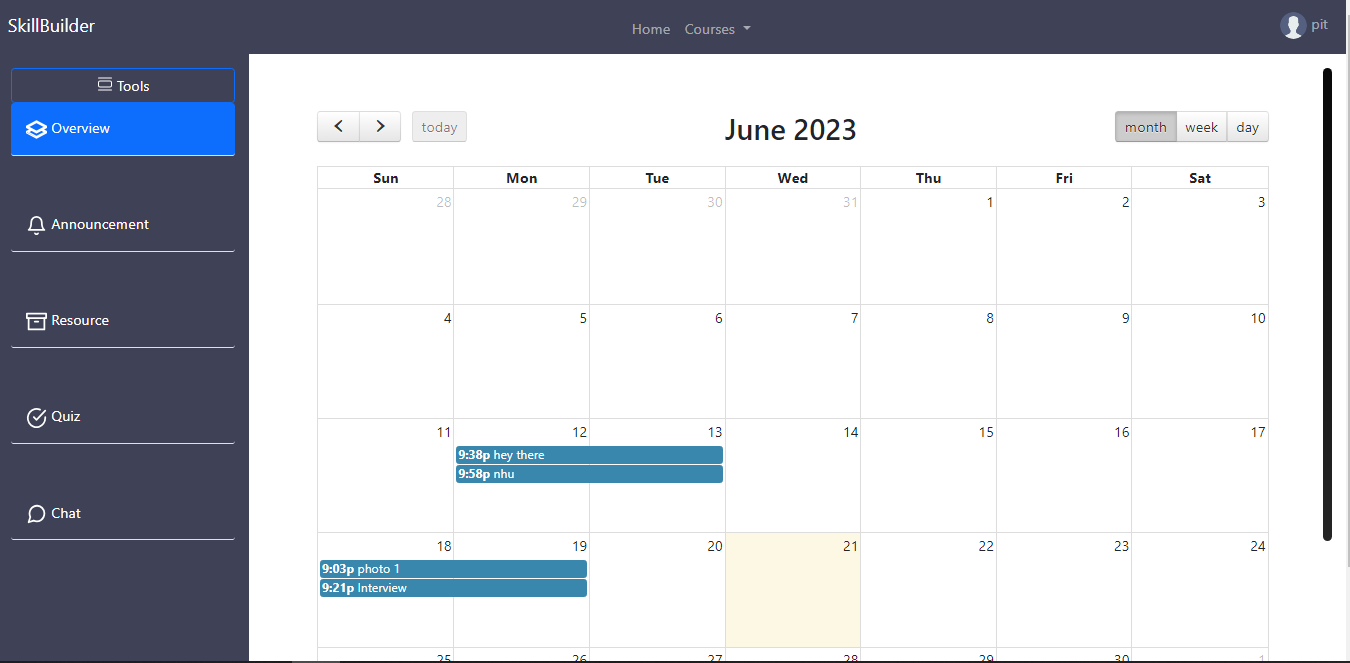 SkillBuilder
Home Courses
pit
Tools
Overview
Announcement
Resource
Quiz
Chat
today
June 2023
month week day
Sun Mon Tue Wed Thu Fri Sat
28 29 30 31 1 2 3
4 5 6 7 8 9 10
11 12 13 14 15 16 17
9:38p hey there
9:58p nhu
18 19 20 21 22 23 24
9:03p photo 1
9:21p Interview
25 26 27 28 29 30 1